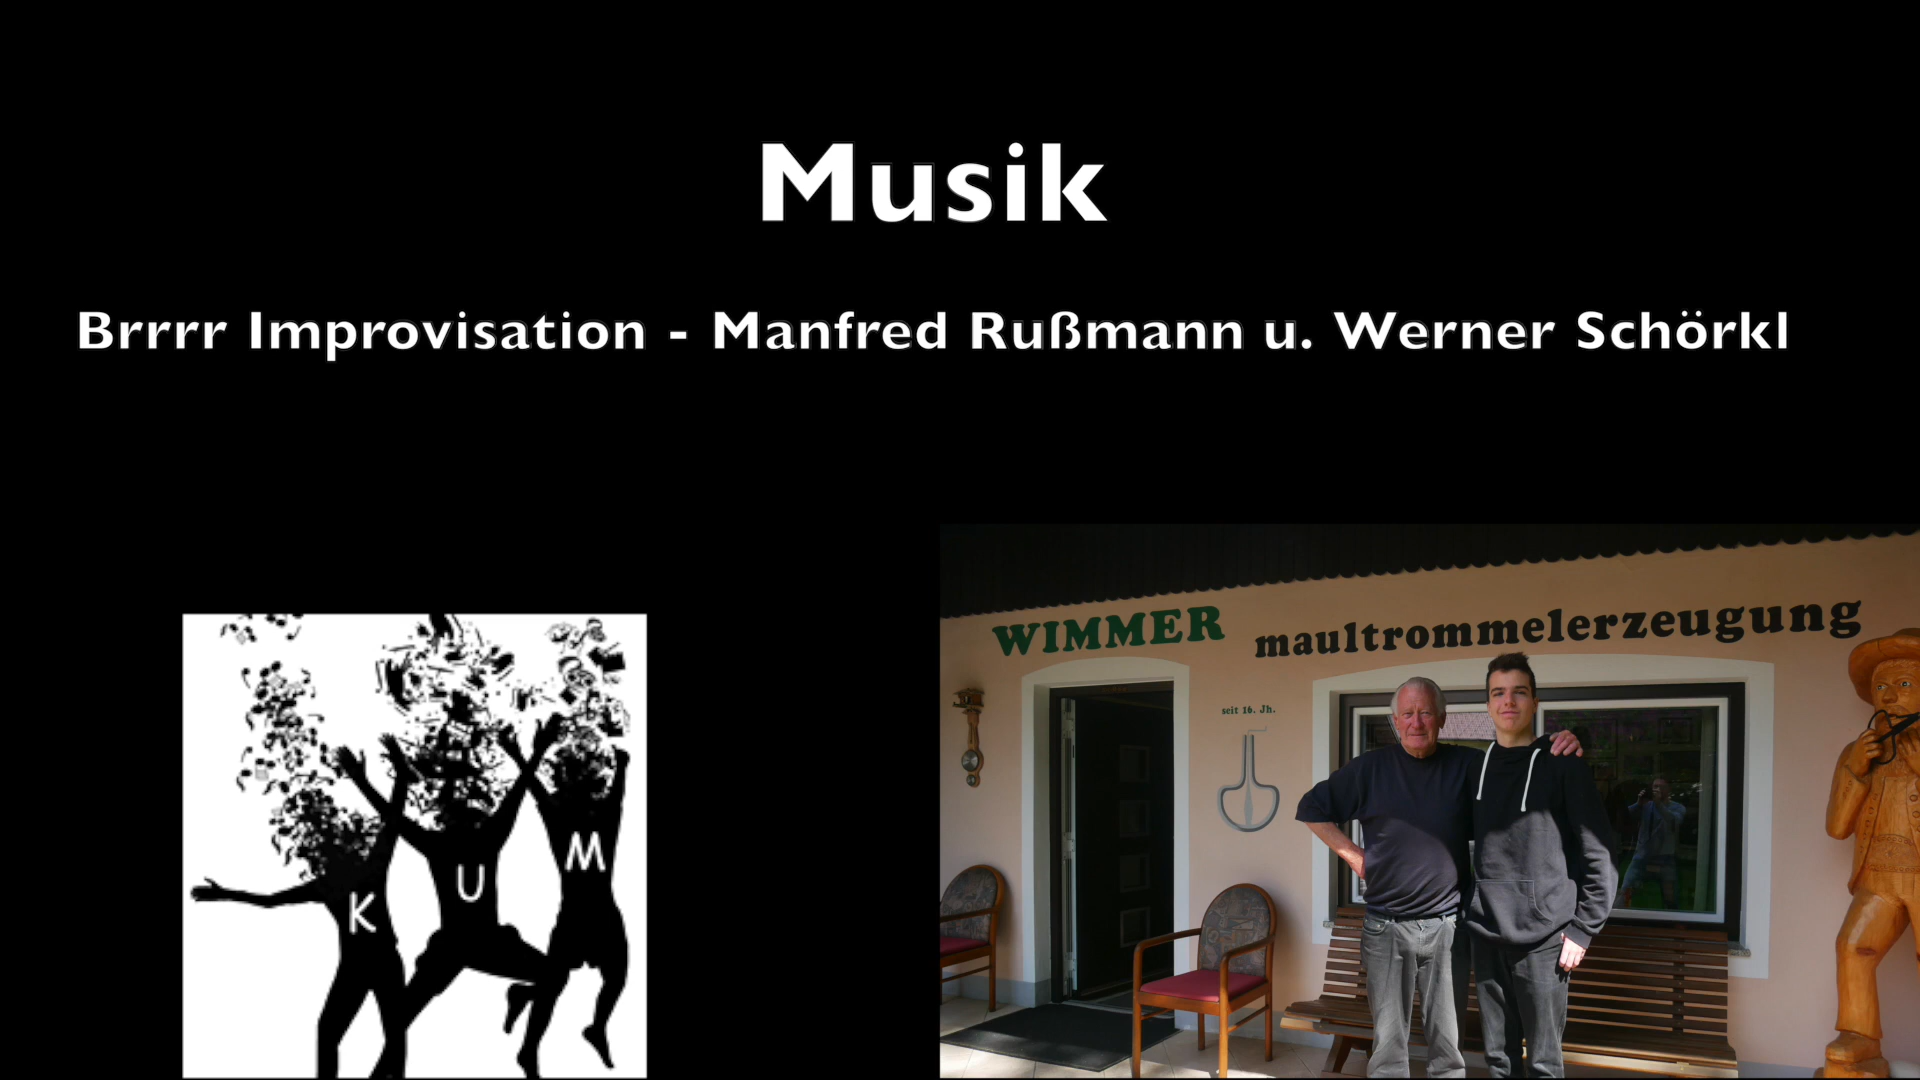 Musik
Brrrr Improvisation - Manfred Rußmann u. Werner Schörkl
WIMMER maultrommelerzeugung
seit 16. Jh.
K U M